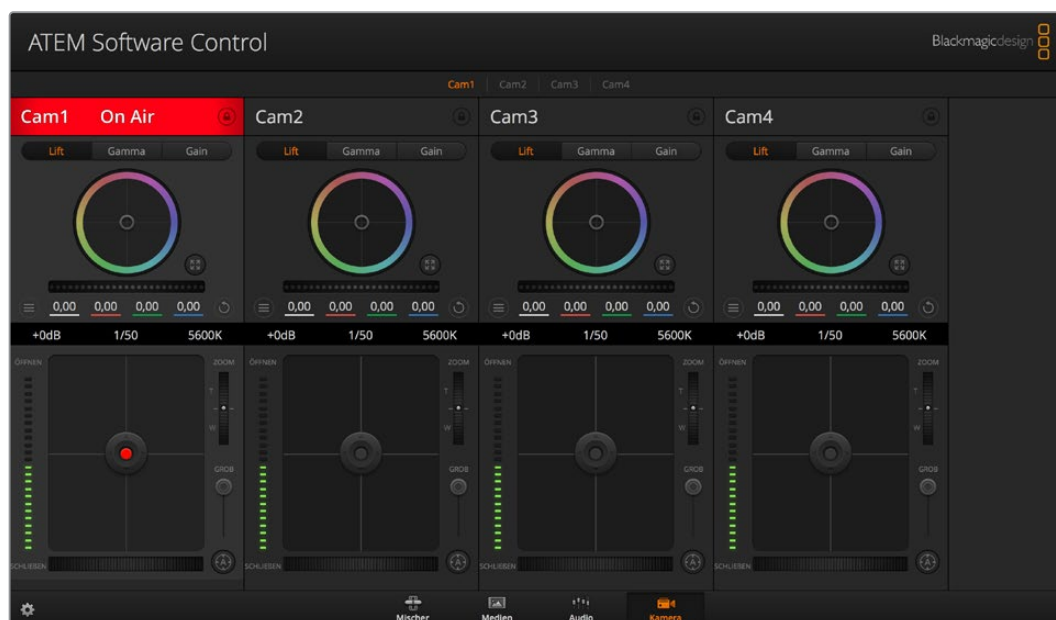 ATEM Software Control
Blackmagicdesign
Cam1 Cam2 Cam3 Cam4
Cam1 On Air Cam2 Cam3 Cam4
Lift Gamma Gain Lift Gamma Gain Lift Gamma Gain Lift Gamma Gain
0,00 0,00 0,00 0,00 0,00 0,00 0,00 0,00 0,00 0,00 0,00 0,00 0,00 0,00 0,00 0,00
+0dB 1/50 5600K +0dB 1/50 5600K +0dB 1/50 5600K +0dB 1/50 5600K
ÖFFNEN ZOOM ÖFFNEN ZOOM ÖFFNEN ZOOM ÖFFNEN ZOOM
T T T T
W W W W
GROB GROB GROB GROB
SCHLIEßEN A SCHLIEßEN A SCHLIEßEN A SCHLIEßEN A
Mischer Medien Audio Kamera